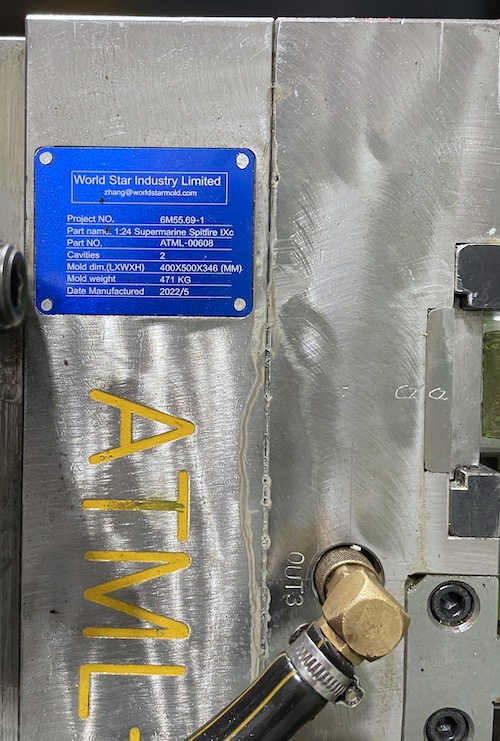 World Star Industry Limited
zhang@worldstarmold.com
Project NO. 6M55.69-1
Part name 1:24 Supermarine Spitfire IXc
Part NO. ATML-00608
Cavities 2
Mold dim.(LXWXH) 400X500X346 (MM)
Mold weight 471 KG
Date Manufactured 2022/5
C2 C2
OUT3
ATML-